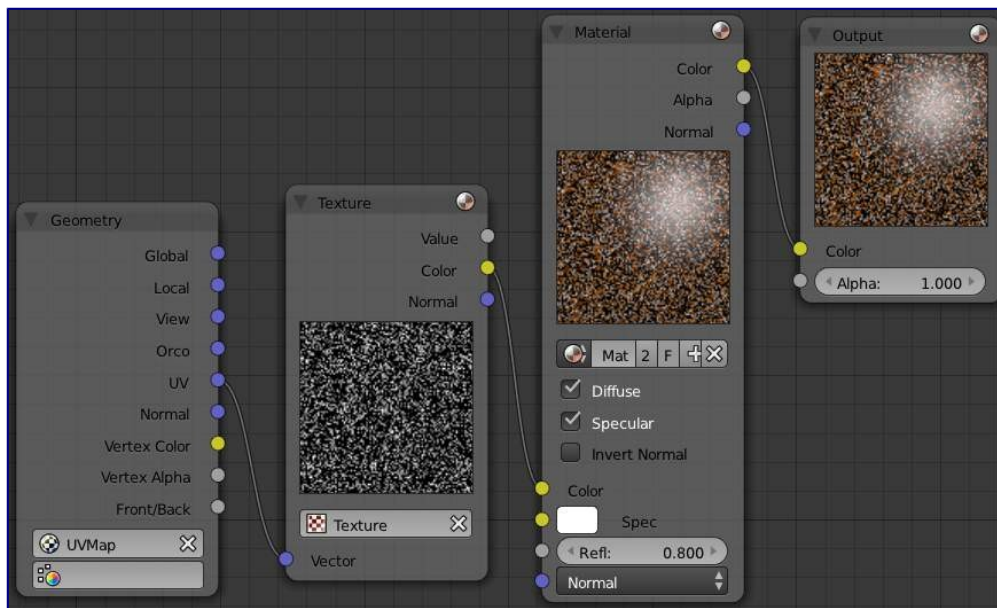 Geometry
Global
Local
View
Orco
UV
Normal
Vertex Color
Vertex Alpha
Front/Back
UVMap
Texture
Value
Color
Normal
Texture
Vector
Material
Color
Alpha
Normal
Mat 2 F
Diffuse
Specular
Invert Normal
Color
Spec
Refl: 0.800
Normal
Output
Color
Alpha: 1.000